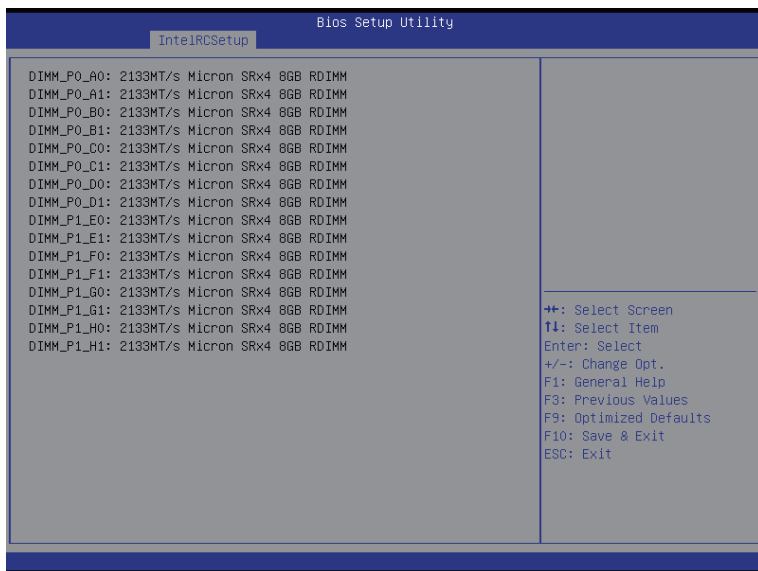 Bios Setup Utility
IntelRCSetup
DIMM_P0_A0: 2133MT/s Micron SRx4 8GB RDIMM
DIMM_P0_A1: 2133MT/s Micron SRx4 8GB RDIMM
DIMM_P0_B0: 2133MT/s Micron SRx4 8GB RDIMM
DIMM_P0_B1: 2133MT/s Micron SRx4 8GB RDIMM
DIMM_P0_C0: 2133MT/s Micron SRx4 8GB RDIMM
DIMM_P0_C1: 2133MT/s Micron SRx4 8GB RDIMM
DIMM_P0_D0: 2133MT/s Micron SRx4 8GB RDIMM
DIMM_P0_D1: 2133MT/s Micron SRx4 8GB RDIMM
DIMM_P1_E0: 2133MT/s Micron SRx4 8GB RDIMM
DIMM_P1_E1: 2133MT/s Micron SRx4 8GB RDIMM
DIMM_P1_F0: 2133MT/s Micron SRx4 8GB RDIMM
DIMM_P1_F1: 2133MT/s Micron SRx4 8GB RDIMM
DIMM_P1_G0: 2133MT/s Micron SRx4 8GB RDIMM
DIMM_P1_G1: 2133MT/s Micron SRx4 8GB RDIMM
DIMM_P1_H0: 2133MT/s Micron SRx4 8GB RDIMM
DIMM_P1_H1: 2133MT/s Micron SRx4 8GB RDIMM
→←: Select Screen
↑↓: Select Item
Enter: Select
+/-: Change Opt.
F1: General Help
F3: Previous Values
F9: Optimized Defaults
F10: Save & Exit
ESC: Exit